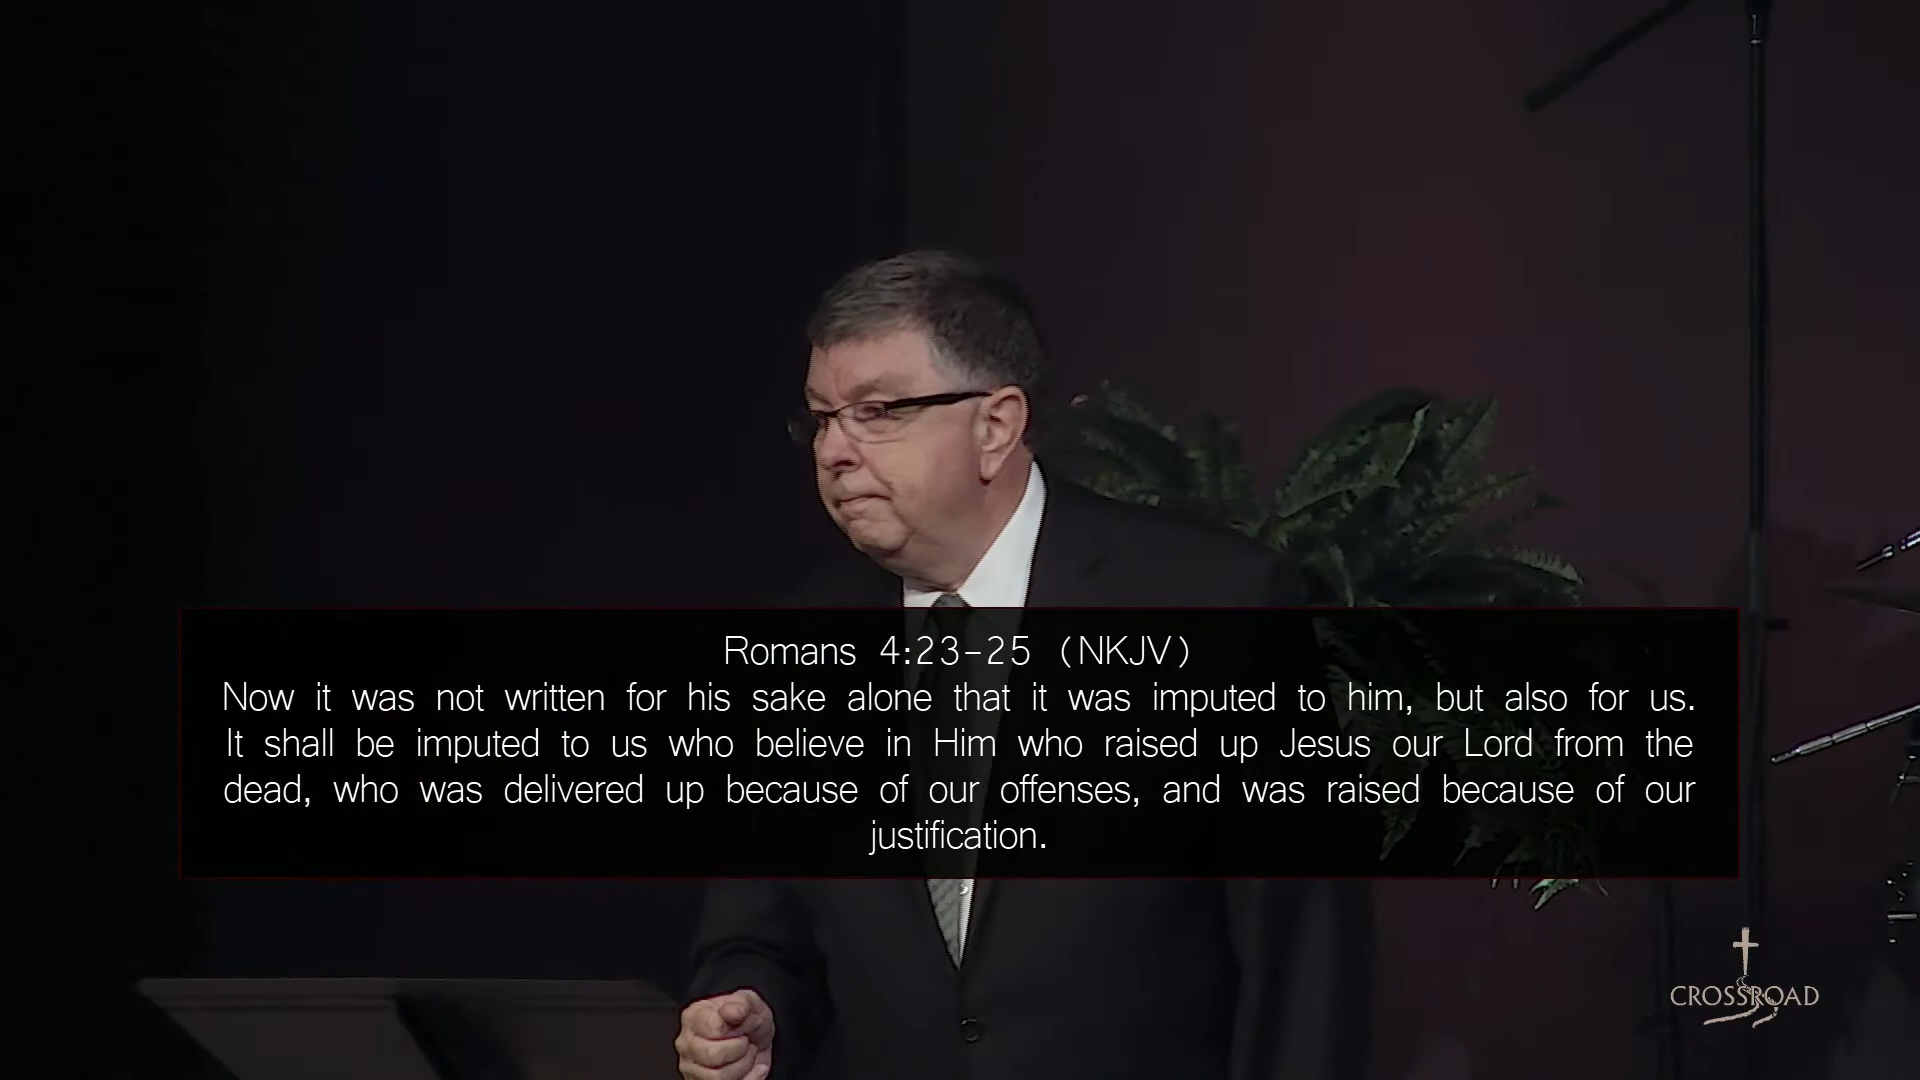 Romans 4:23-25 (NKJV)
Now it was not written for his sake alone that it was imputed to him, but also for us.
It shall be imputed to us who believe in Him who raised up Jesus our Lord from the
dead, who was delivered up because of our offenses, and was raised because of our
justification.
CROSSROAD